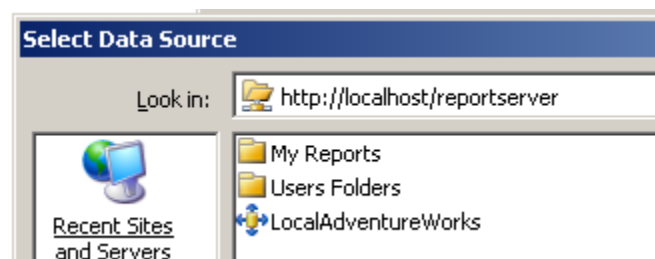 Select Data Source
Look in: http://localhost/reportserver
My Reports
Users Folders
LocalAdventureWorks
Recent Sites
and Servers